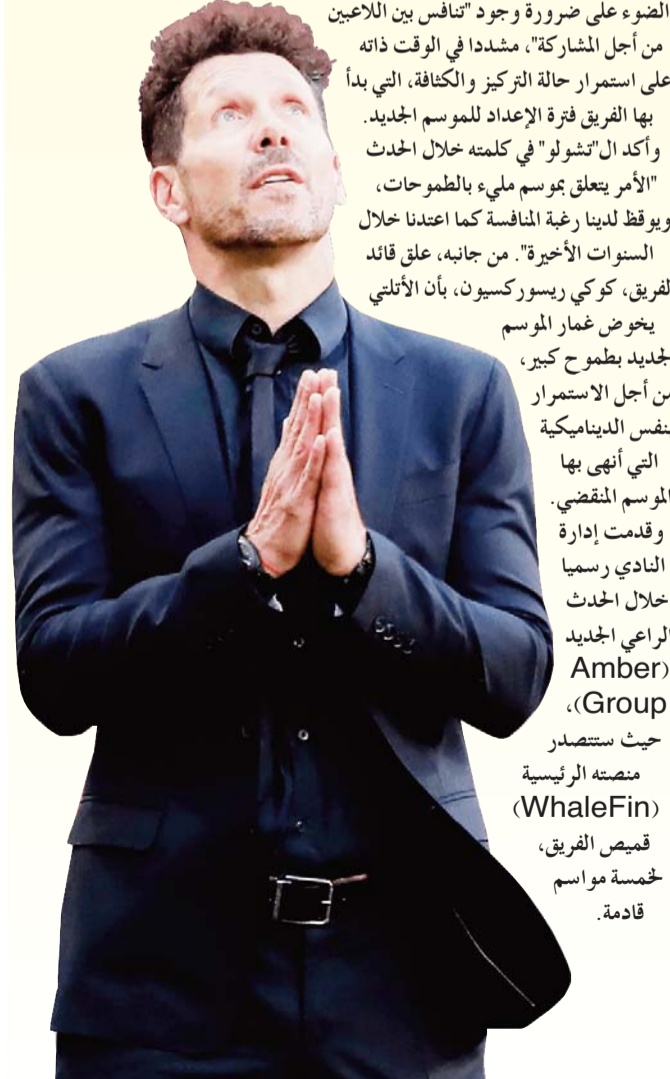 الضوء على ضرورة وجود "تنافس بين اللاعبين
من أجل المشاركة"، مشددا في الوقت ذاته
على استمرار حالة التركيز والكثافة، التي بدأ
بها الفريق فترة الإعداد للموسم الجديد.
وأكد ال"تشولو" في كلمته خلال الحدث
"الأمر يتعلق بموسم مليء بالطموحات،
ويوقظ لدينا رغبة المنافسة كما اعتدنا خلال
السنوات الأخيرة". من جانبه، علق قائد
لفريق، كوكي ريسوركسيون، بأن الأتلتي
يخوض غمار الموسم
لجديد بطموح كبير،
من أجل الاستمرار
بنفس الديناميكية
التي أنهى بها
الموسم المنقضي.
وقدمت إدارة
النادي رسميا
خلال الحدث
الراعي الجديد
(Amber
Group)،
حيث ستتصدر
منصته الرئيسية
(WhaleFin)
قميص الفريق،
لخمسة مواسم
قادمة.